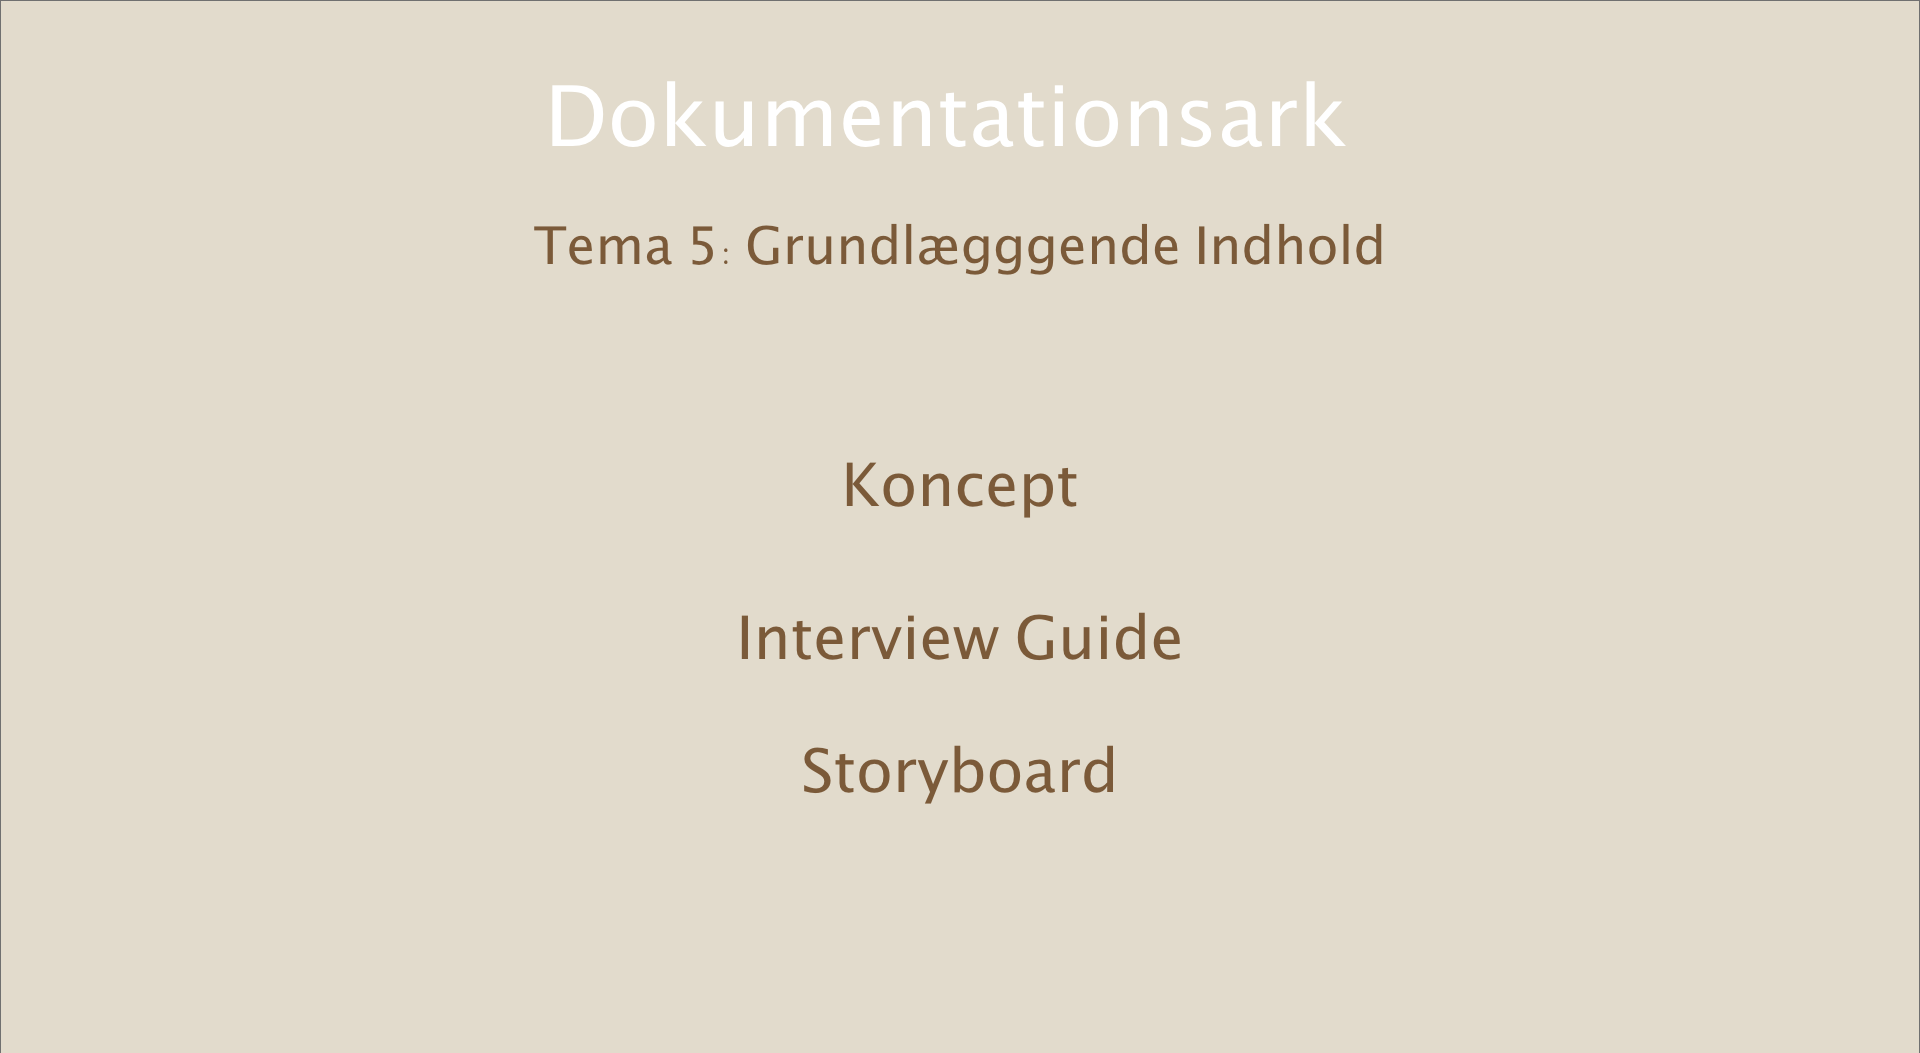 Dokumentationsark
Tema 5: Grundlægggende Indhold
Koncept
Interview Guide
Storyboard